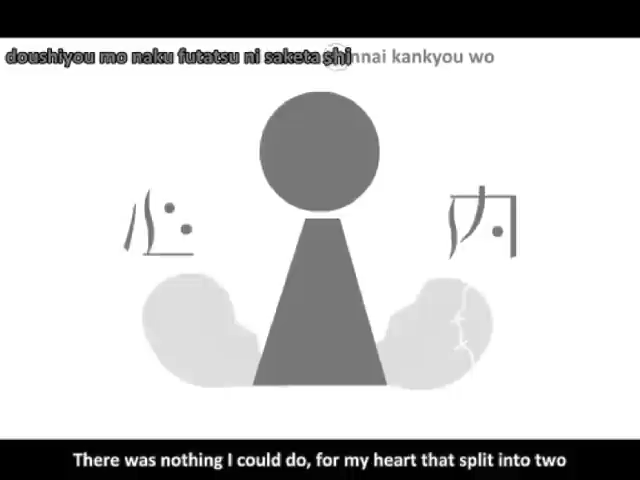 doushiyou mo naku futatsu ni saketa shinnai kankyou wo
心 内
There was nothing I could do, for my heart that split into two